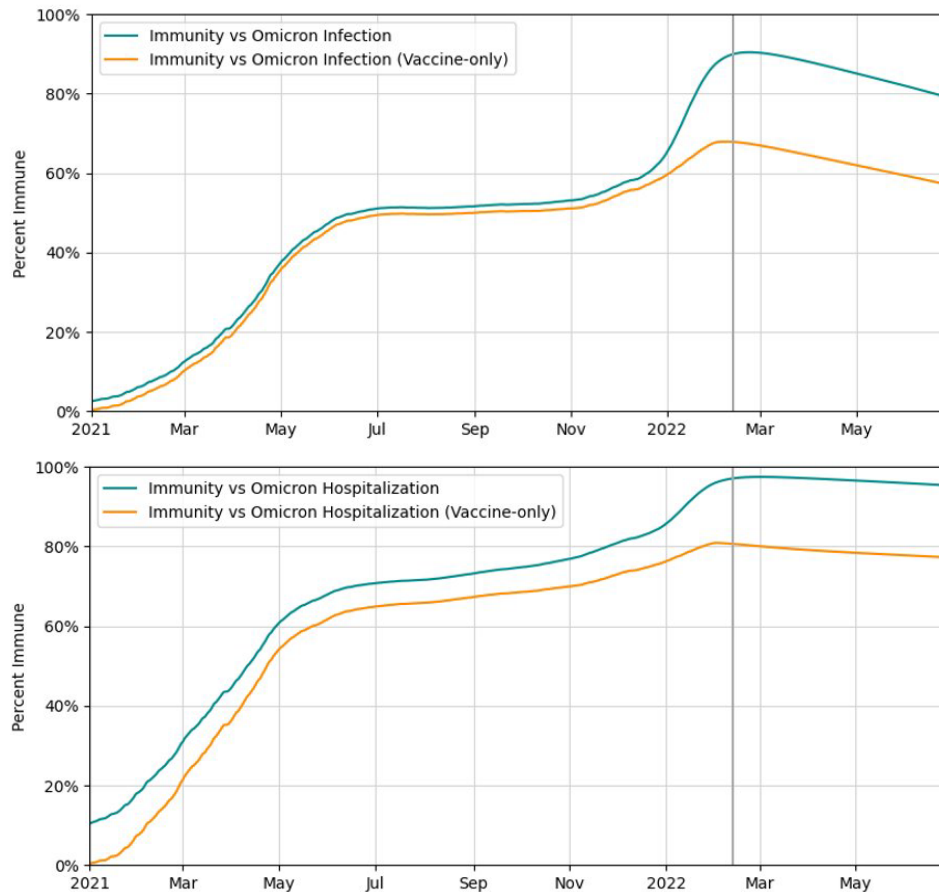 100%
80%
60%
40%
20%
0%
Percent Immune
Immunity vs Omicron Infection
Immunity vs Omicron Infection (Vaccine-only)
2021 Mar May Jul Sep Nov 2022 Mar May
100%
80%
60%
40%
20%
0%
Percent Immune
Immunity vs Omicron Hospitalization
Immunity vs Omicron Hospitalization (Vaccine-only)
2021 Mar May Jul Sep Nov 2022 Mar May